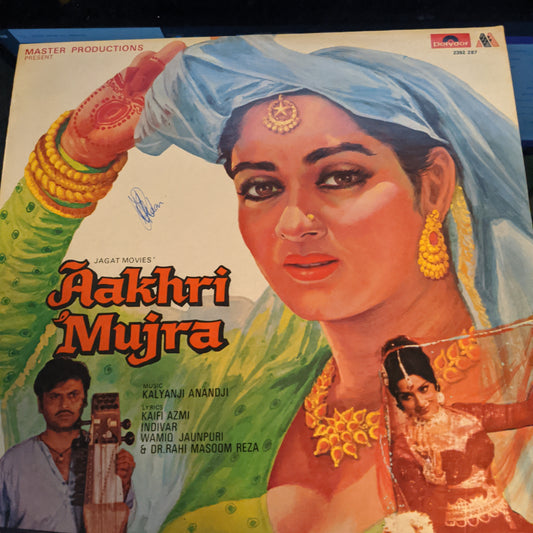 MASTER PRODUCTIONS
PRESENT
Polydor
2392 287
JAGAT MOVIES'
Aakhri
Mujra
MUSIC
KALYANJI ANANDJI
LYRICS
KAIFI AZMI
INDIVAR
WAMIQ JAUNPURI
& DR.RAHI MASOOM REZA